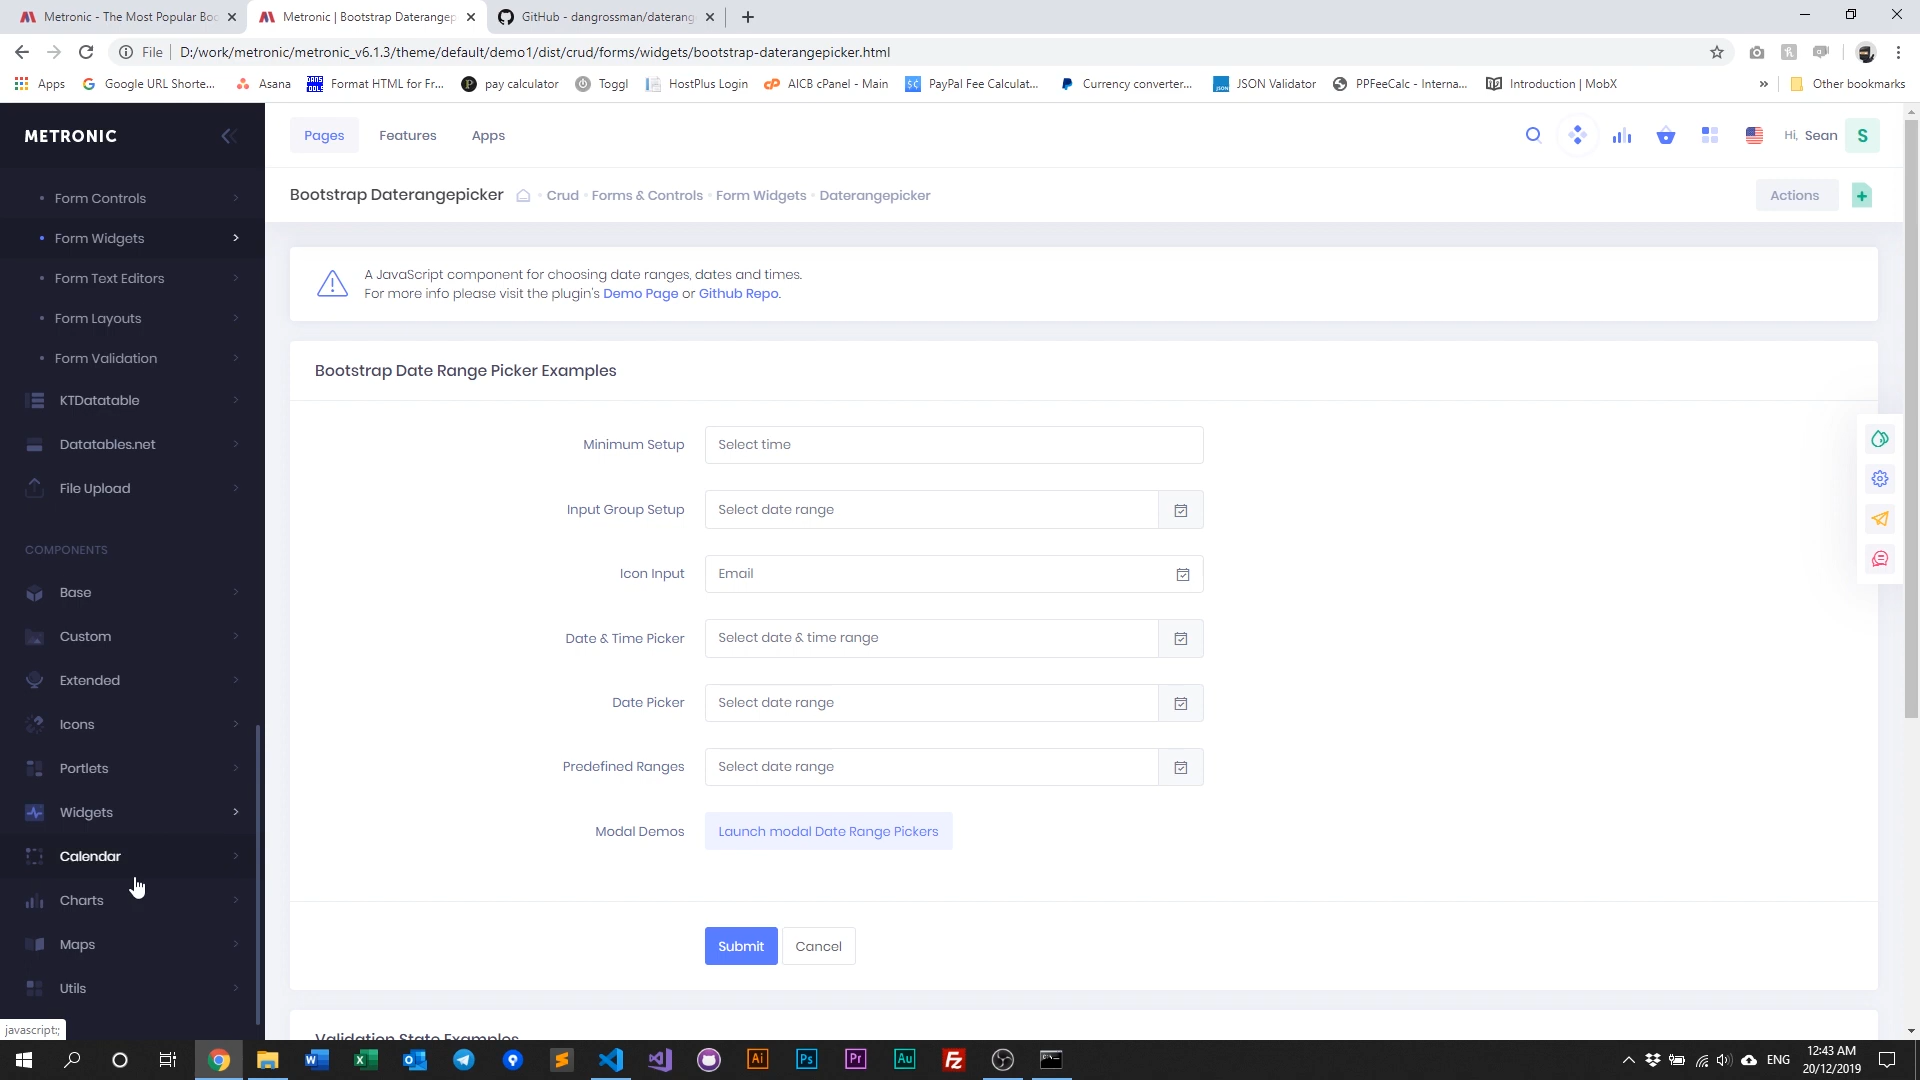 Metronic - The Most Popular Boo
Metronic | Bootstrap Daterangep
GitHub - dangrossman/daterang
File
D:/work/metronic/metronic_v6.1.3/theme/default/demo1/dist/crud/forms/widgets/bootstrap-daterangepicker.html
Apps
Google URL Shorte...
Asana
Format HTML for Fr...
pay calculator
Toggl
HostPlus Login
AICB cPanel - Main
PayPal Fee Calculat...
Currency converter...
JSON Validator
PPFeeCalc - Interna...
Introduction | MobX
»
Other bookmarks
METRONIC
Pages
Features
Apps
Hi, Sean
S
Bootstrap Daterangepicker
Crud
Forms & Controls
Form Widgets
Daterangepicker
Actions
Form Controls
Form Widgets
Form Text Editors
Form Layouts
Form Validation
KTDatatable
Datatables.net
File Upload
COMPONENTS
Base
Custom
Extended
Icons
Portlets
Widgets
Calendar
Charts
Maps
Utils
javascript:;
A JavaScript component for choosing date ranges, dates and times.
For more info please visit the plugin's Demo Page or Github Repo.
Bootstrap Date Range Picker Examples
Minimum Setup
Select time
Input Group Setup
Select date range
Icon Input
Email
Date & Time Picker
Select date & time range
Date Picker
Select date range
Predefined Ranges
Select date range
Modal Demos
Launch modal Date Range Pickers
Submit
Cancel
Validation State Examples
Ai
Ps
Pr
Au
Fz
ENG
12:43 AM
20/12/2019